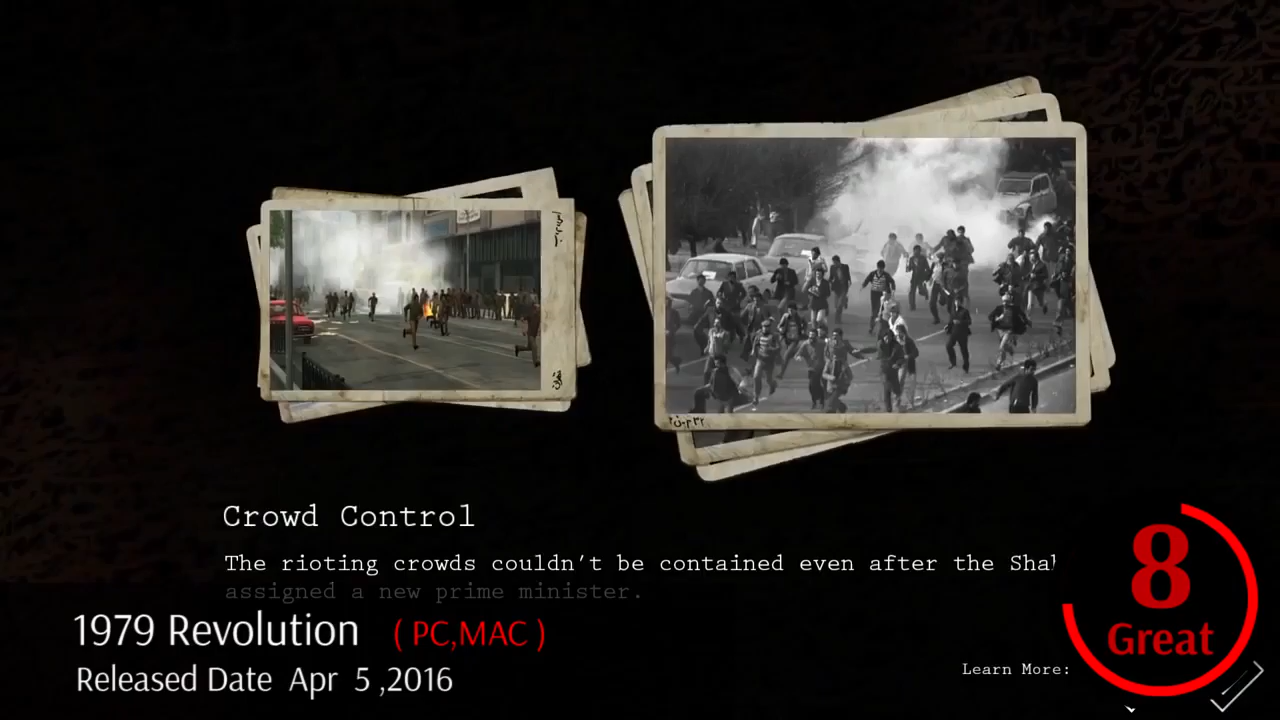 Crowd Control
The rioting crowds couldn't be contained even after the Shah
assigned a new prime minister.
1979 Revolution ( PC,MAC )
Released Date Apr 5 ,2016
8
Great
Learn More: